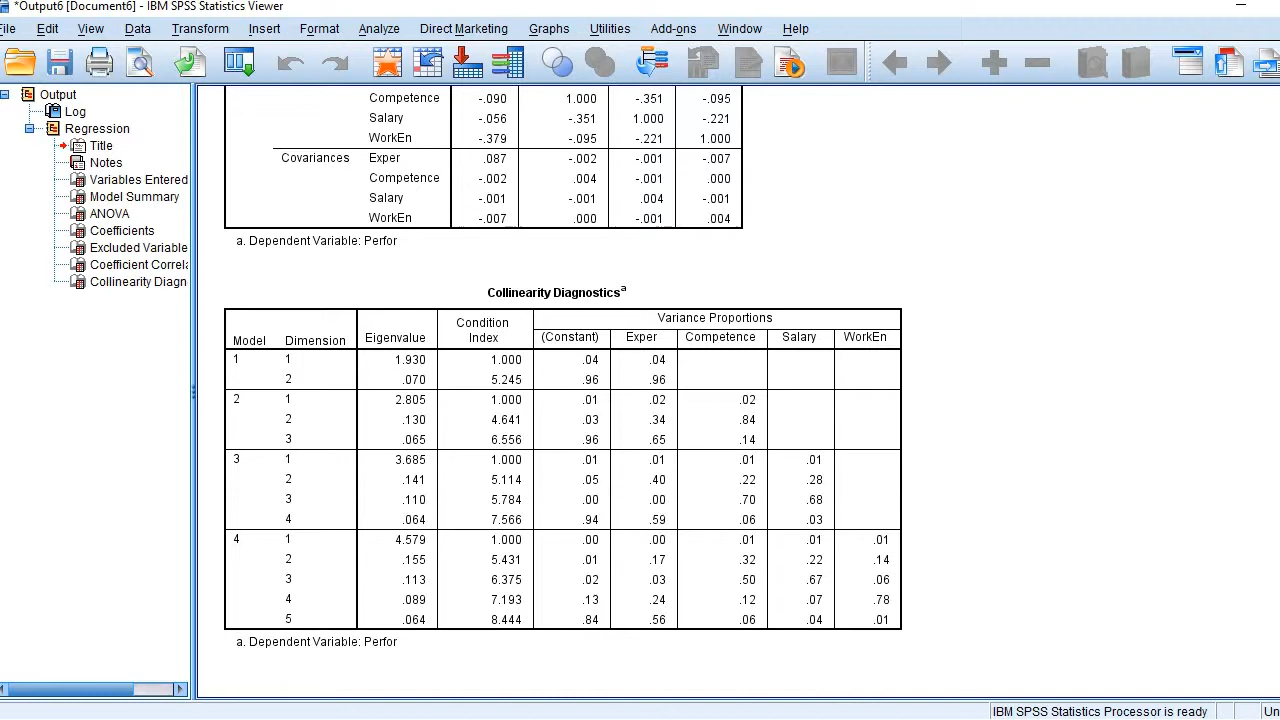 *Output6 [Document6] - IBM SPSS Statistics Viewer
File Edit View Data Transform Insert Format Analyze Direct Marketing Graphs Utilities Add-ons Window Help
Output
Log
Regression
Title
Notes
Variables Entered
Model Summary
ANOVA
Coefficients
Excluded Variable
Coefficient Correla
Collinearity Diagn
Competence -.090 1.000 -.351 -.095
Salary -.056 -.351 1.000 -.221
WorkEn -.379 -.095 -.221 1.000
Covariances Exper .087 -.002 -.001 -.007
Competence -.002 .004 -.001 .000
Salary -.001 -.001 .004 -.001
WorkEn -.007 .000 -.001 .004
a. Dependent Variable: Perfor
Collinearity Diagnosticsa
Variance Proportions
Model Dimension Eigenvalue Condition Index (Constant) Exper Competence Salary WorkEn
1 1 1.930 1.000 .04 .04
2 .070 5.245 .96 .96
2 1 2.805 1.000 .01 .02 .02
2 .130 4.641 .03 .34 .84
3 .065 6.556 .96 .65 .14
3 1 3.685 1.000 .01 .01 .01 .01
2 .141 5.114 .05 .40 .22 .28
3 .110 5.784 .00 .00 .70 .68
4 .064 7.566 .94 .59 .06 .03
4 1 4.579 1.000 .00 .00 .01 .01 .01
2 .155 5.431 .01 .17 .32 .22 .14
3 .113 6.375 .02 .03 .50 .67 .06
4 .089 7.193 .13 .24 .12 .07 .78
5 .064 8.444 .84 .56 .06 .04 .01
a. Dependent Variable: Perfor
IBM SPSS Statistics Processor is ready Un